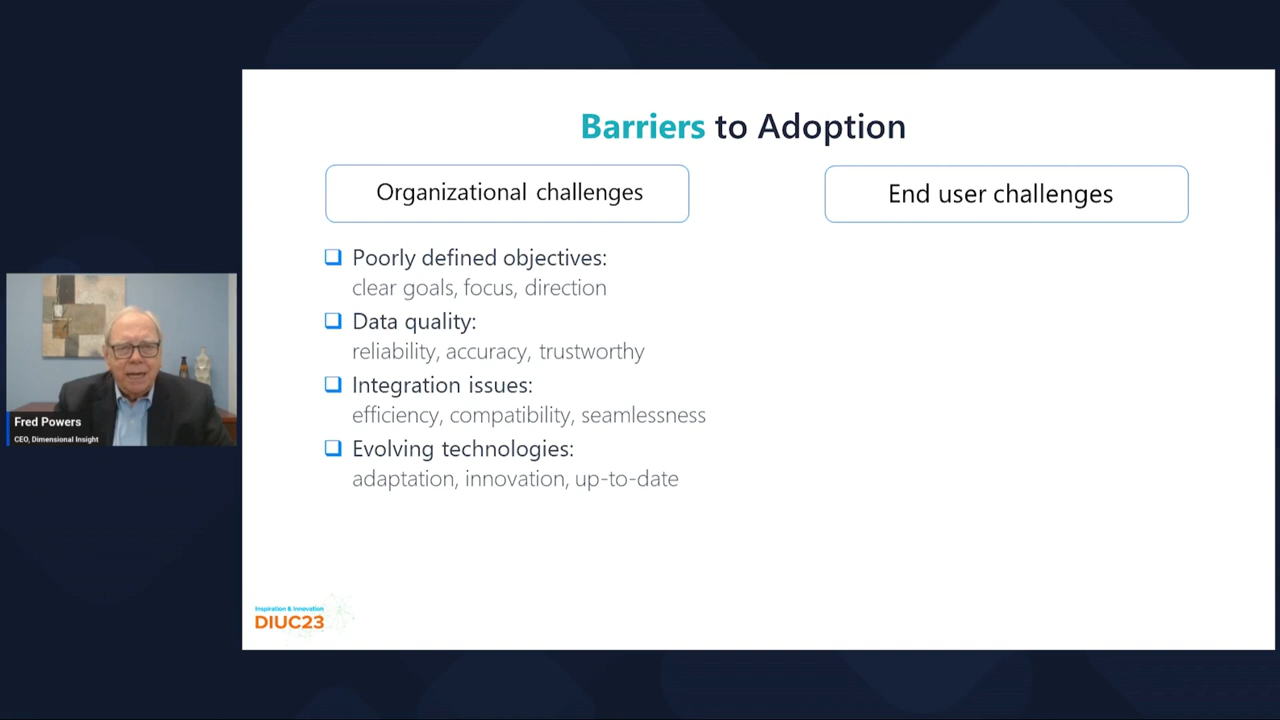 Barriers to Adoption
Organizational challenges
End user challenges
Poorly defined objectives:
clear goals, focus, direction
Data quality:
reliability, accuracy, trustworthy
Integration issues:
efficiency, compatibility, seamlessness
Evolving technologies:
adaptation, innovation, up-to-date
Fred Powers
CEO, Dimensional Insight
Inspiration & Innovation
DIUC23